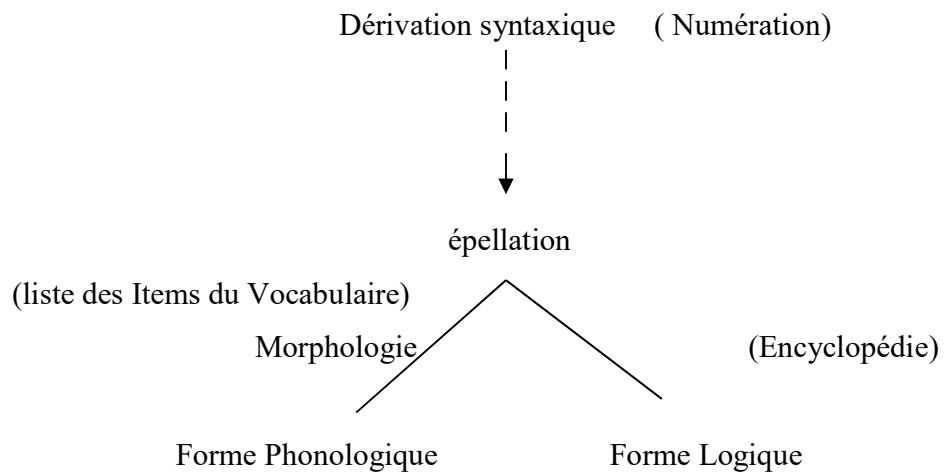 Dérivation syntaxique ( Numération)
épellation
(liste des Items du Vocabulaire)
Morphologie (Encyclopédie)
Forme Phonologique Forme Logique